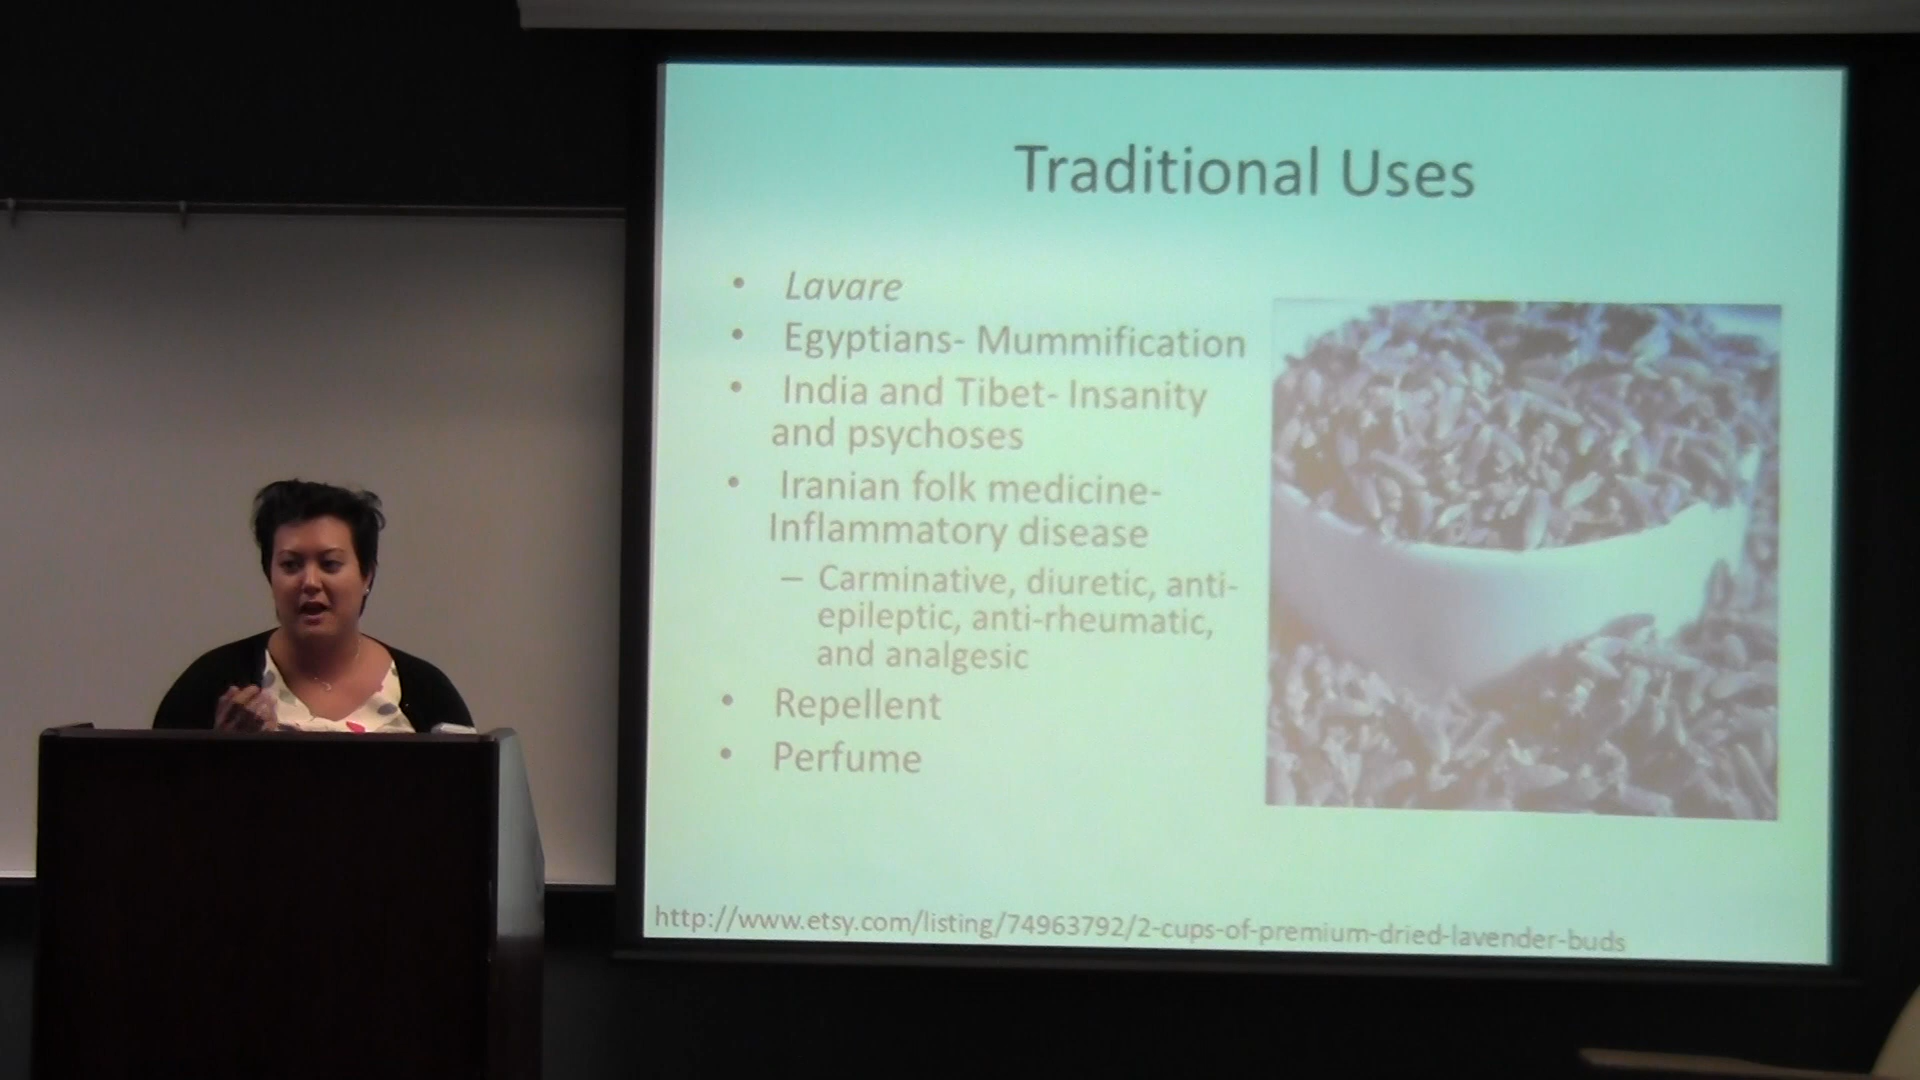 Traditional Uses
• Lavare
• Egyptians- Mummification
• India and Tibet- Insanity
and psychoses
• Iranian folk medicine-
Inflammatory disease
– Carminative, diuretic, anti-
epileptic, anti-rheumatic,
and analgesic
• Repellent
• Perfume
http://www.etsy.com/listing/74963792/2-cups-of-premium-dried-lavender-buds